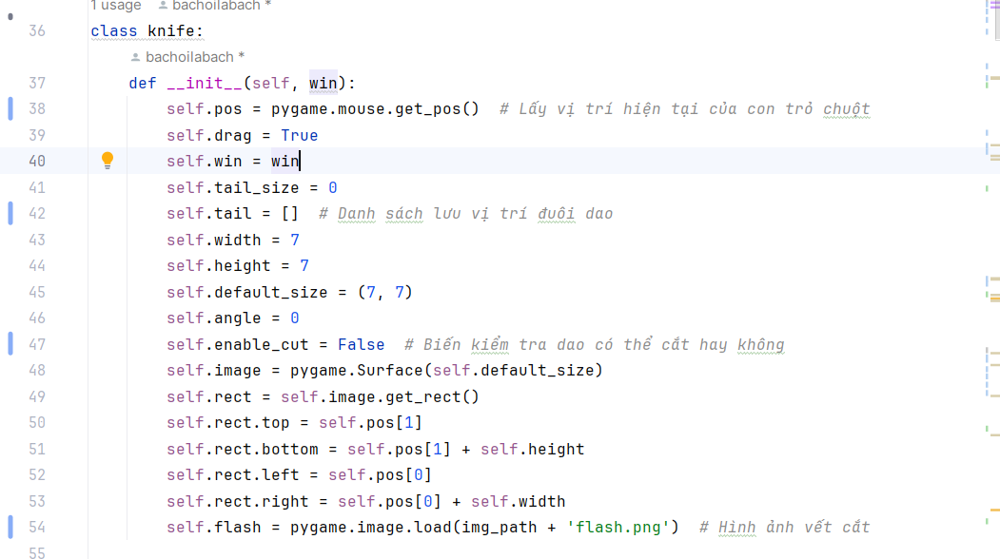 1 usage bachoilabach *
36 class knife:
bachoilabach *
37 def __init__(self, win):
38 self.pos = pygame.mouse.get_pos()  # Lấy vị trí hiện tại của con trỏ chuột
39 self.drag = True
40 self.win = win
41 self.tail_size = 0
42 self.tail = []  # Danh sách lưu vị trí đuôi dao
43 self.width = 7
44 self.height = 7
45 self.default_size = (7, 7)
46 self.angle = 0
47 self.enable_cut = False  # Biến kiểm tra dao có thể cắt hay không
48 self.image = pygame.Surface(self.default_size)
49 self.rect = self.image.get_rect()
50 self.rect.top = self.pos[1]
51 self.rect.bottom = self.pos[1] + self.height
52 self.rect.left = self.pos[0]
53 self.rect.right = self.pos[0] + self.width
54 self.flash = pygame.image.load(img_path + 'flash.png')  # Hình ảnh vết cắt
55